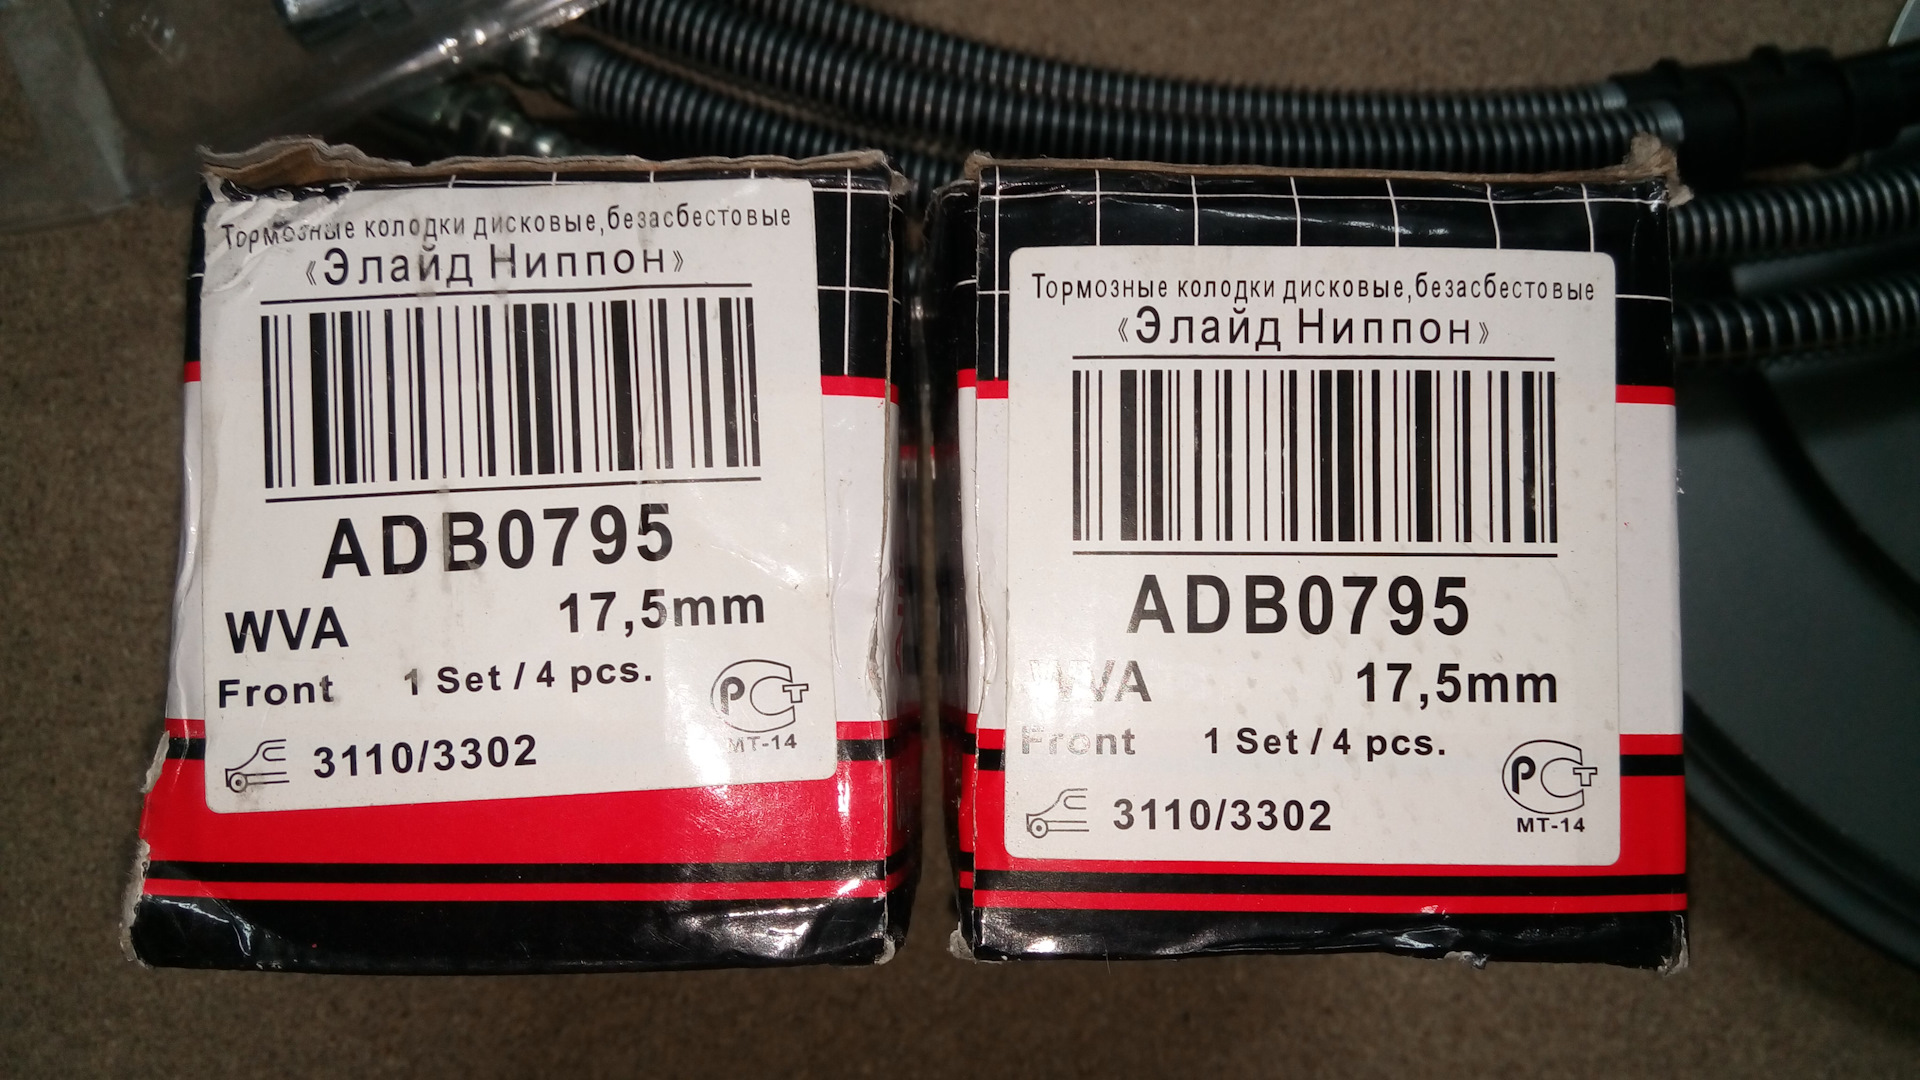 Тормозные колодки дисковые,безасбестовые
«Элайд Ниппон»
ADB0795
WVA 17,5mm
Front 1 Set / 4 pcs.
РСТ
МТ-14
3110/3302
Тормозные колодки дисковые,безасбестовые
«Элайд Ниппон»
ADB0795
WVA 17,5mm
Front 1 Set / 4 pcs.
РСТ
МТ-14
3110/3302